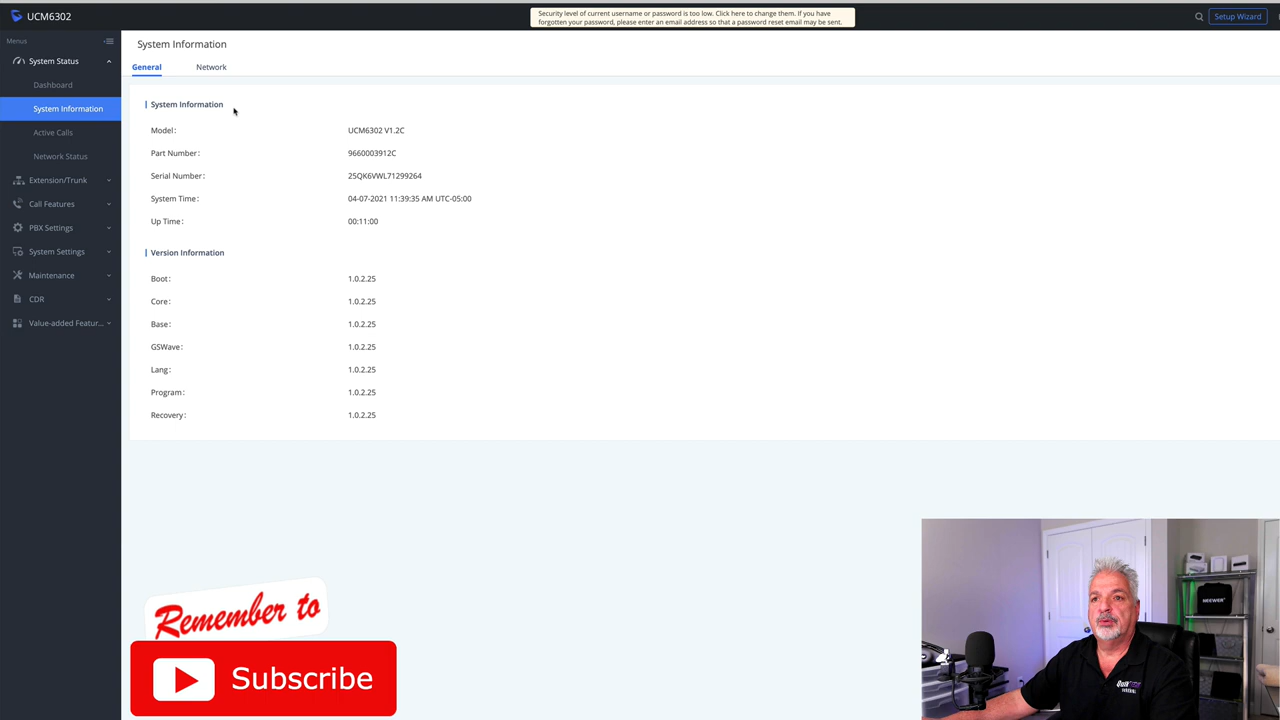 UCM6302
Security level of current username or password is too low. Click here to change them. If you have
forgotten your password, please enter an email address so that a password reset email may be sent.
Setup Wizard
Menus
System Status
Dashboard
System Information
Active Calls
Network Status
Extension/Trunk
Call Features
PBX Settings
System Settings
Maintenance
CDR
Value-added Featur...
System Information
General Network
System Information
Model: UCM6302 V1.2C
Part Number: 9660003912C
Serial Number: 25QK6VWL71299264
System Time: 04-07-2021 11:39:35 AM UTC-05:00
Up Time: 00:11:00
Version Information
Boot: 1.0.2.25
Core: 1.0.2.25
Base: 1.0.2.25
GSWave: 1.0.2.25
Lang: 1.0.2.25
Program: 1.0.2.25
Recovery: 1.0.2.25
Remember to
Subscribe
NEEWER